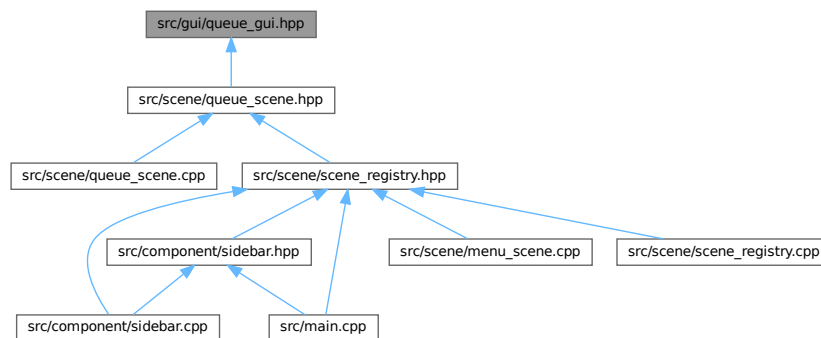 src/gui/queue_gui.hpp
src/scene/queue_scene.hpp
src/scene/queue_scene.cpp
src/scene/scene_registry.hpp
src/component/sidebar.hpp
src/scene/menu_scene.cpp
src/scene/scene_registry.cpp
src/component/sidebar.cpp
src/main.cpp